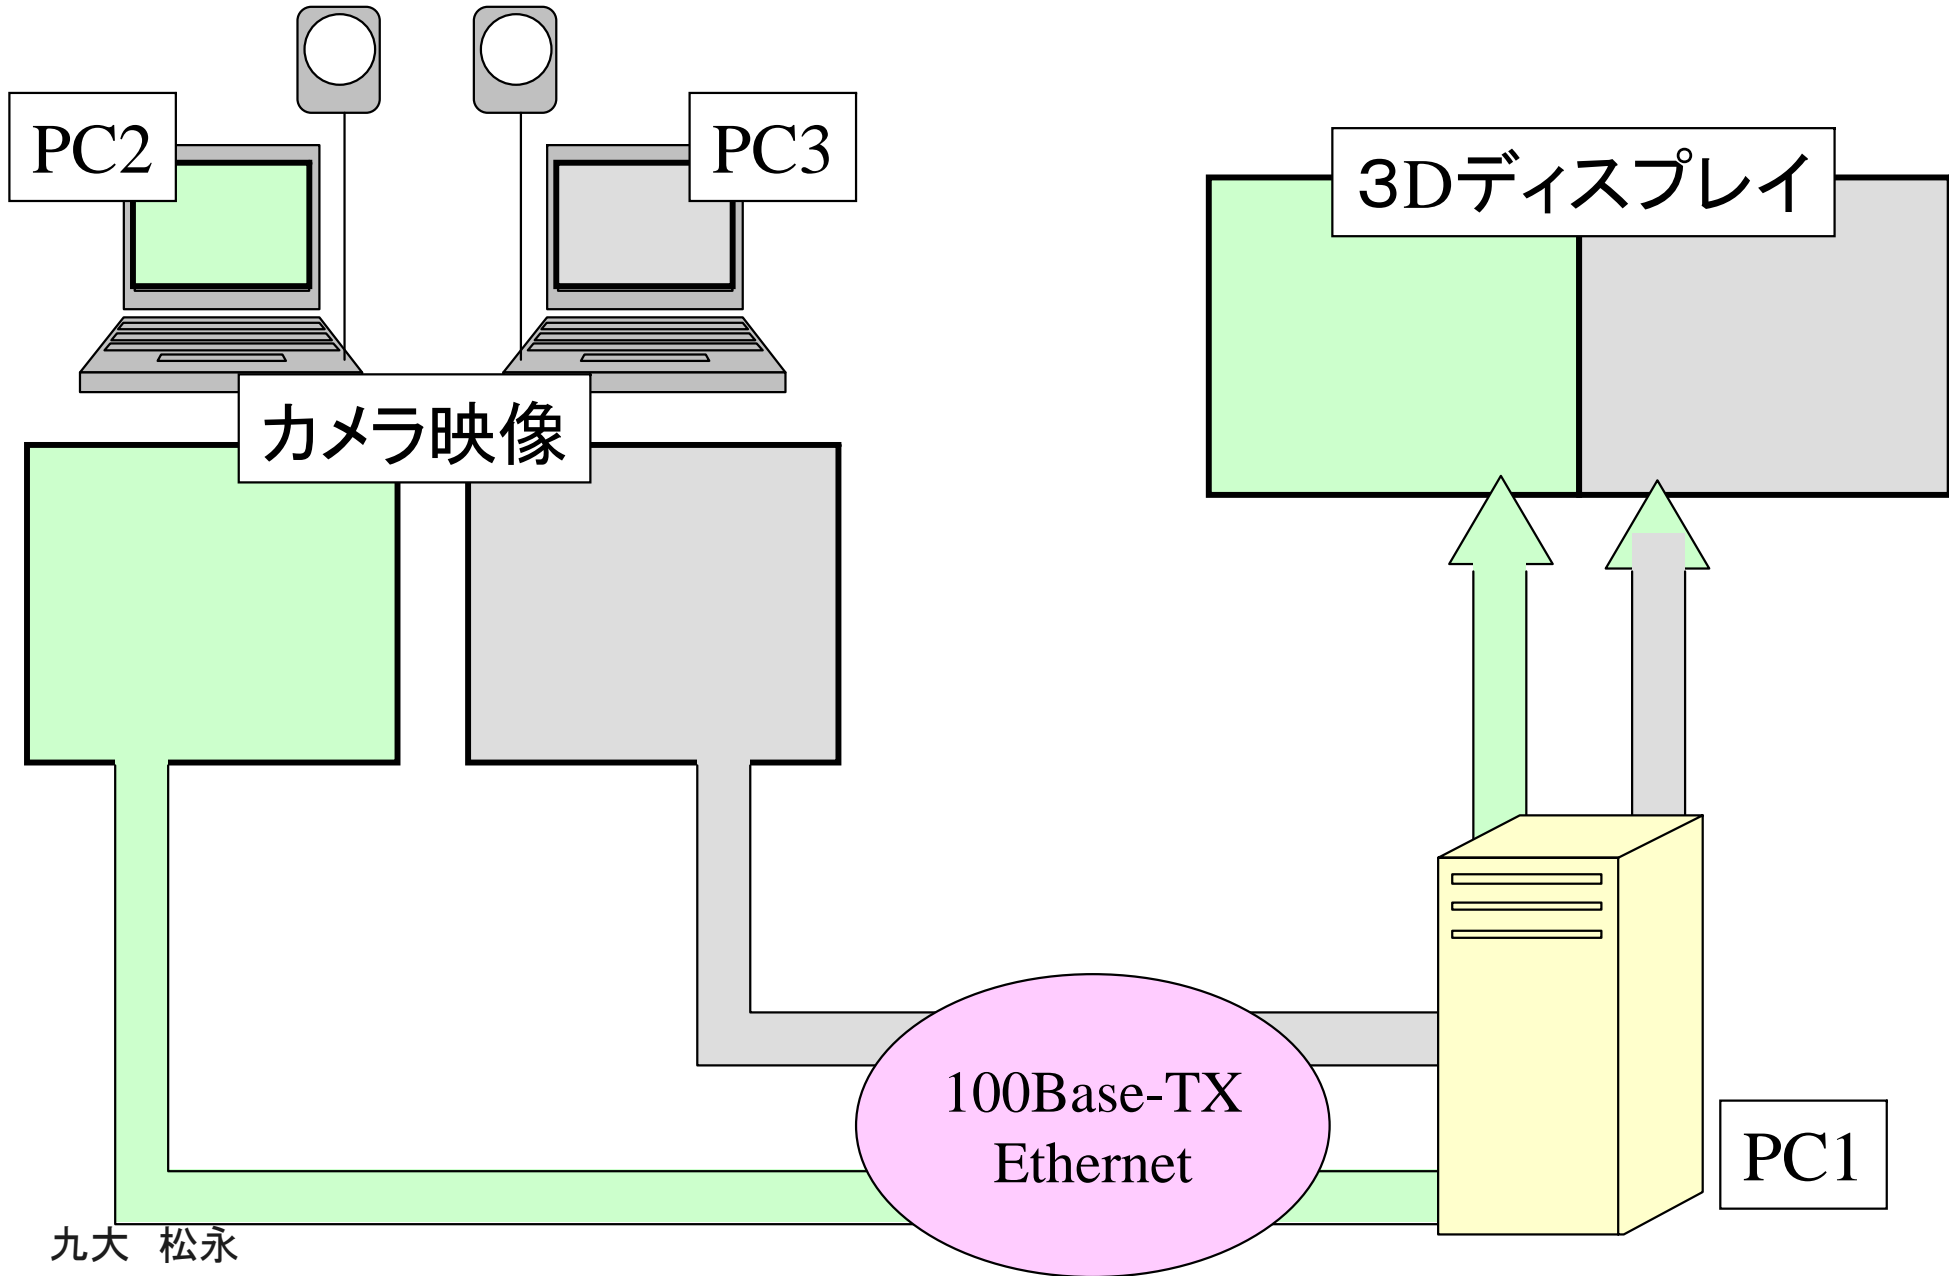 PC2
PC3
３Dディスプレイ
カメラ映像
100Base-TX
Ethernet
PC1
九大　松永